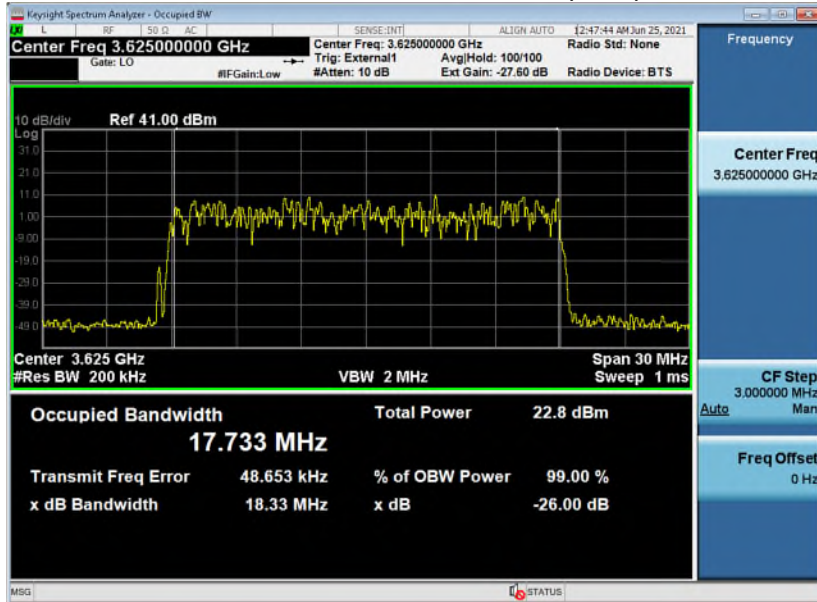 Keysight Spectrum Analyzer - Occupied BW
L RF 50 Ω AC SENSE:INT ALIGN AUTO 12:47:44 AM Jun 25, 2021
Center Freq 3.625000000 GHz
Gate: LO
#IFGain:Low
Center Freq: 3.625000000 GHz
Trig: External1 Avg|Hold: 100/100
#Atten: 10 dB Ext Gain: -27.60 dB
Radio Std: None
Radio Device: BTS
10 dB/div Ref 41.00 dBm
Log
31.0
21.0
11.0
1.00
-9.00
-19.0
-29.0
-39.0
-49.0
Center 3.625 GHz Span 30 MHz
#Res BW 200 kHz VBW 2 MHz Sweep 1 ms
Occupied Bandwidth Total Power 22.8 dBm
17.733 MHz
Transmit Freq Error 48.653 kHz % of OBW Power 99.00 %
x dB Bandwidth 18.33 MHz x dB -26.00 dB
Frequency
Center Freq
3.625000000 GHz
CF Step
3.000000 MHz
Auto Man
Freq Offset
0 Hz
MSG STATUS